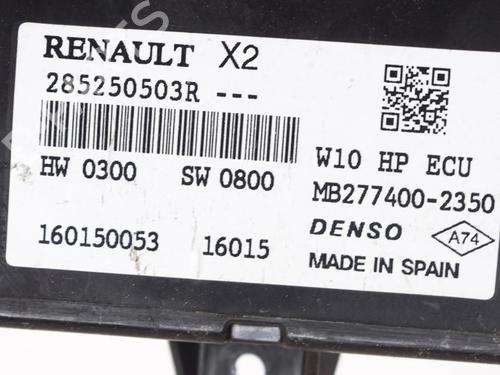 RENAULT X2
285250503R ---
HW 0300 SW 0800
160150053 16015
W10 HP ECU
MB277400-2350
DENSO
A74
MADE IN SPAIN